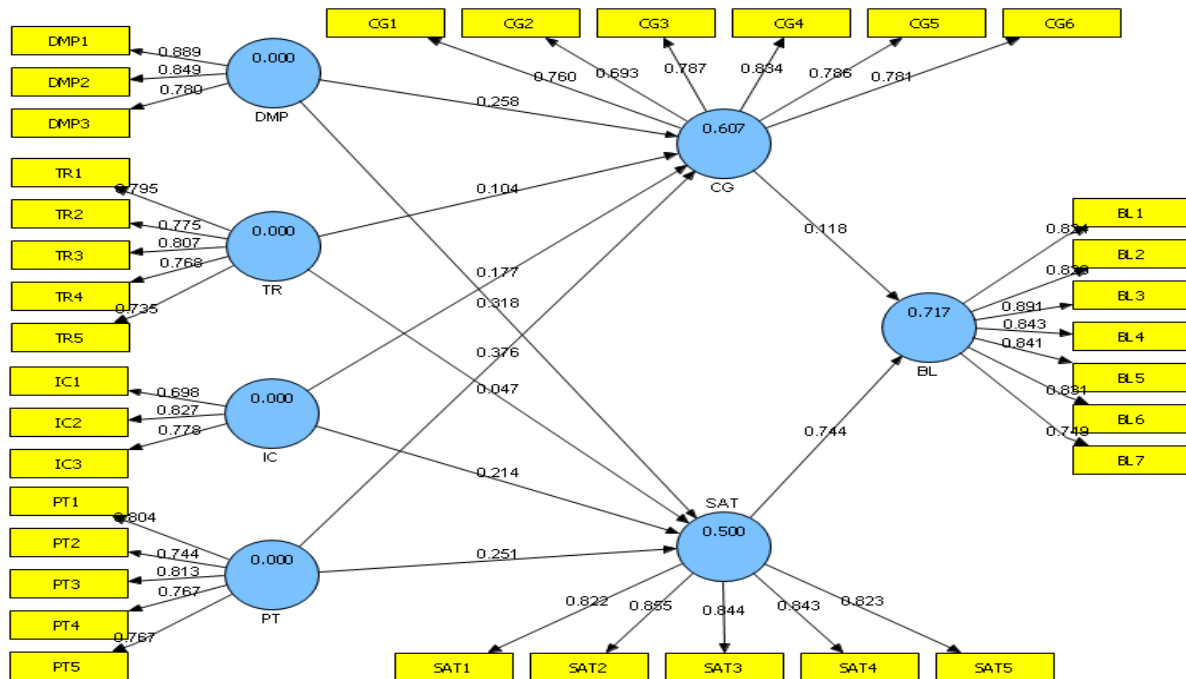 CG1 CG2 CG3 CG4 CG5 CG6
DMP1 0.889 0.000
DMP2 0.849
DMP3 0.780 DMP
0.760 0.693 0.787 0.834 0.786 0.781
0.258
0.607
CG
TR1 0.795
TR2 0.775 0.000
TR3 0.807
TR4 0.768 TR
TR5 0.735
0.104
0.177
0.318
0.376
0.047
0.118
BL1
BL2
BL3 0.891
BL4 0.843
BL5 0.841
BL6
BL7 0.749
0.717
BL
IC1 0.698 0.000
IC2 0.827
IC3 0.778 IC
0.214
0.744
PT1 0.804
PT2 0.744 0.000
PT3 0.813
PT4 0.767 PT
PT5 0.767
0.251
SAT
0.500
0.822 0.855 0.844 0.843 0.823
SAT1 SAT2 SAT3 SAT4 SAT5